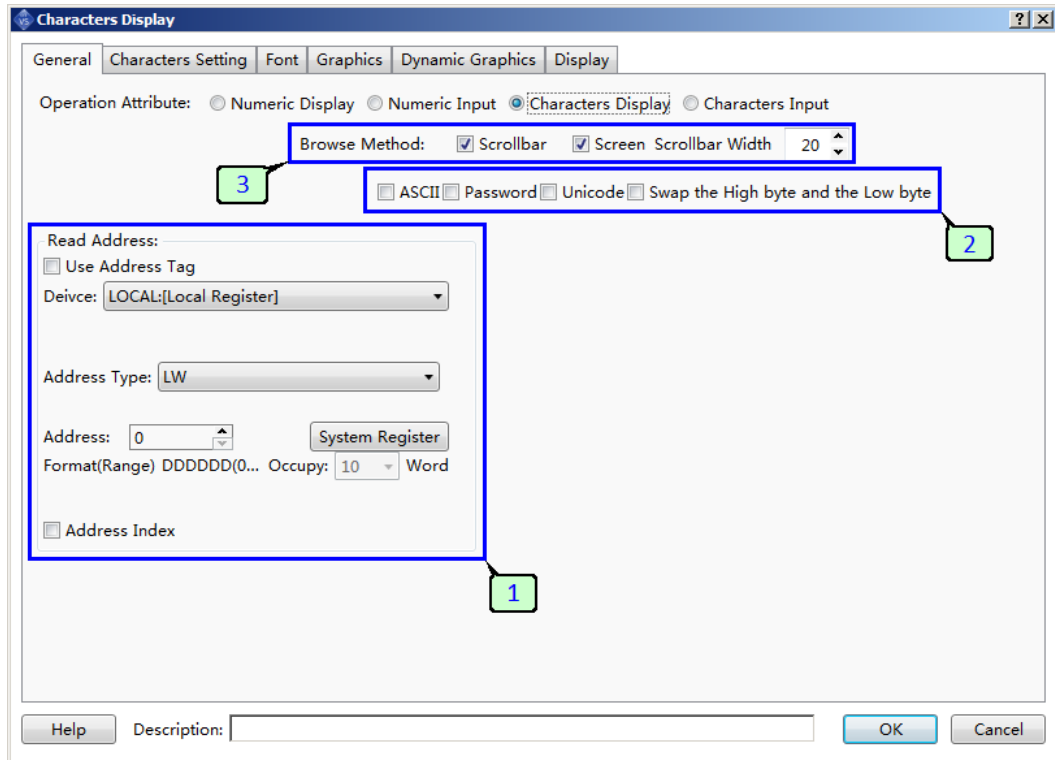 VS Characters Display
General Characters Setting Font Graphics Dynamic Graphics Display
Operation Attribute: Numeric Display Numeric Input Characters Display Characters Input
Browse Method: Scrollbar Screen Scrollbar Width 20
3
ASCII Password Unicode Swap the High byte and the Low byte
2
Read Address:
Use Address Tag
Deivce: LOCAL:[Local Register]
Address Type: LW
Address: 0 System Register
Format(Range) DDDDDD(0... Occupy: 10 Word
Address Index
1
Help Description: OK Cancel